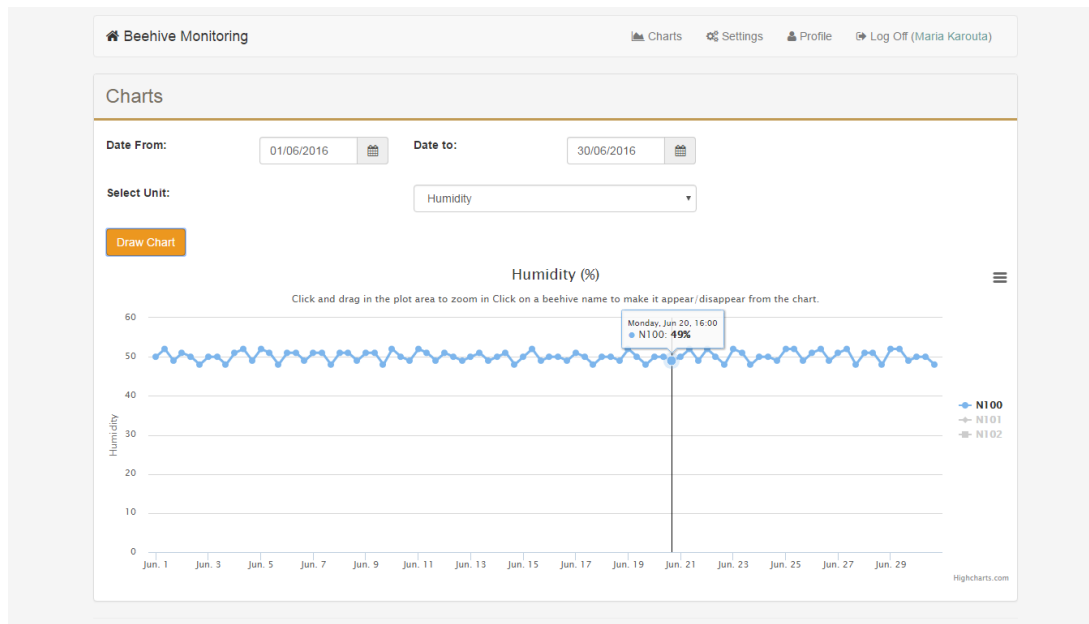 Beehive Monitoring Charts Settings Profile Log Off (Maria Karouta)
Charts
Date From: 01/06/2016 Date to: 30/06/2016
Select Unit: Humidity
Draw Chart
Humidity (%)
Click and drag in the plot area to zoom in Click on a beehive name to make it appear/disappear from the chart.
Monday, Jun 20, 16:00
N100: 49%
60
50
40
30
20
10
0
Humidity
N100
N101
N102
Jun. 1 Jun. 3 Jun. 5 Jun. 7 Jun. 9 Jun. 11 Jun. 13 Jun. 15 Jun. 17 Jun. 19 Jun. 21 Jun. 23 Jun. 25 Jun. 27 Jun. 29
Highcharts.com